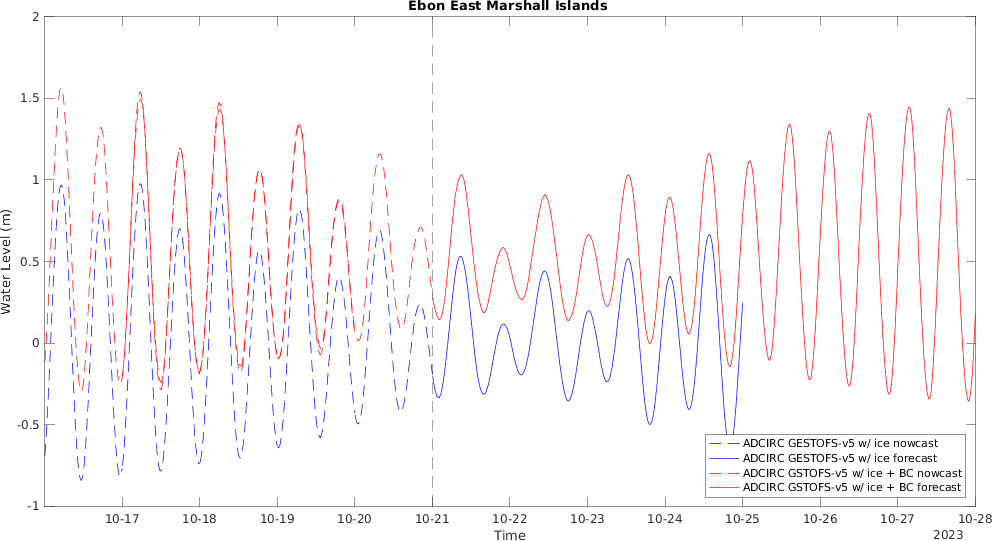 Ebon East Marshall Islands
2
1.5
1
0.5
0
-0.5
-1
Water Level (m)
ADCIRC GESTOFS-v5 w/ ice nowcast
ADCIRC GESTOFS-v5 w/ ice forecast
ADCIRC GSTOFS-v5 w/ ice + BC nowcast
ADCIRC GSTOFS-v5 w/ ice + BC forecast
10-17 10-18 10-19 10-20 10-21 10-22 10-23 10-24 10-25 10-26 10-27 10-28
Time
2023